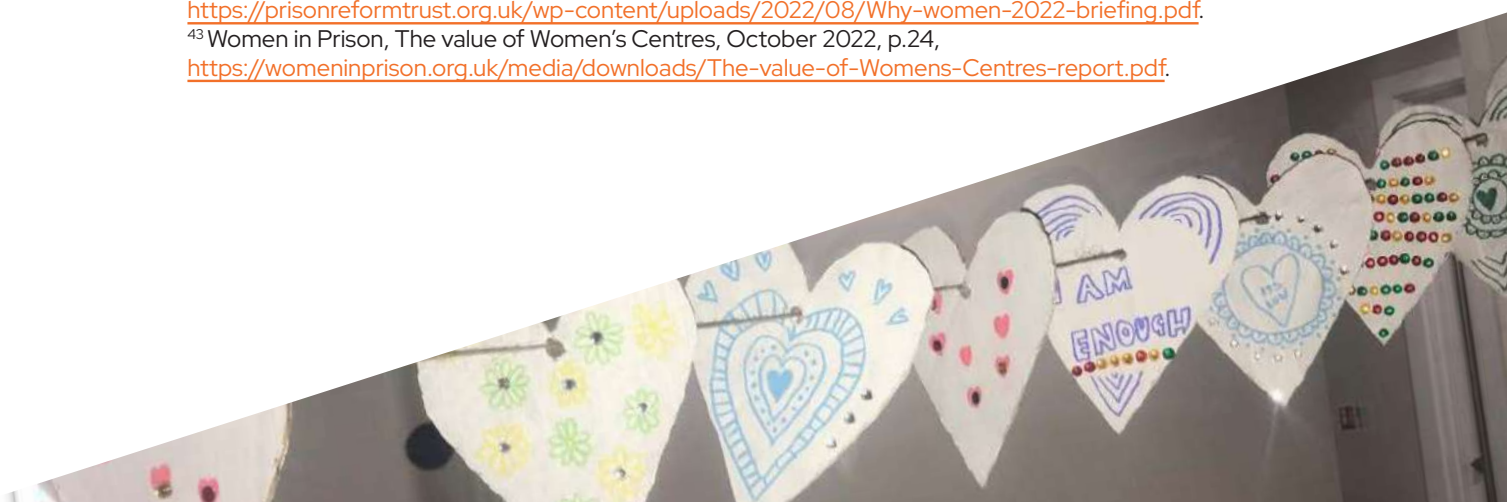 https://prisonreformtrust.org.uk/wp-content/uploads/2022/08/Why-women-2022-briefing.pdf.
43 Women in Prison, The value of Women’s Centres, October 2022, p.24,
https://womeninprison.org.uk/media/downloads/The-value-of-Womens-Centres-report.pdf.
I AM
ENOUGH